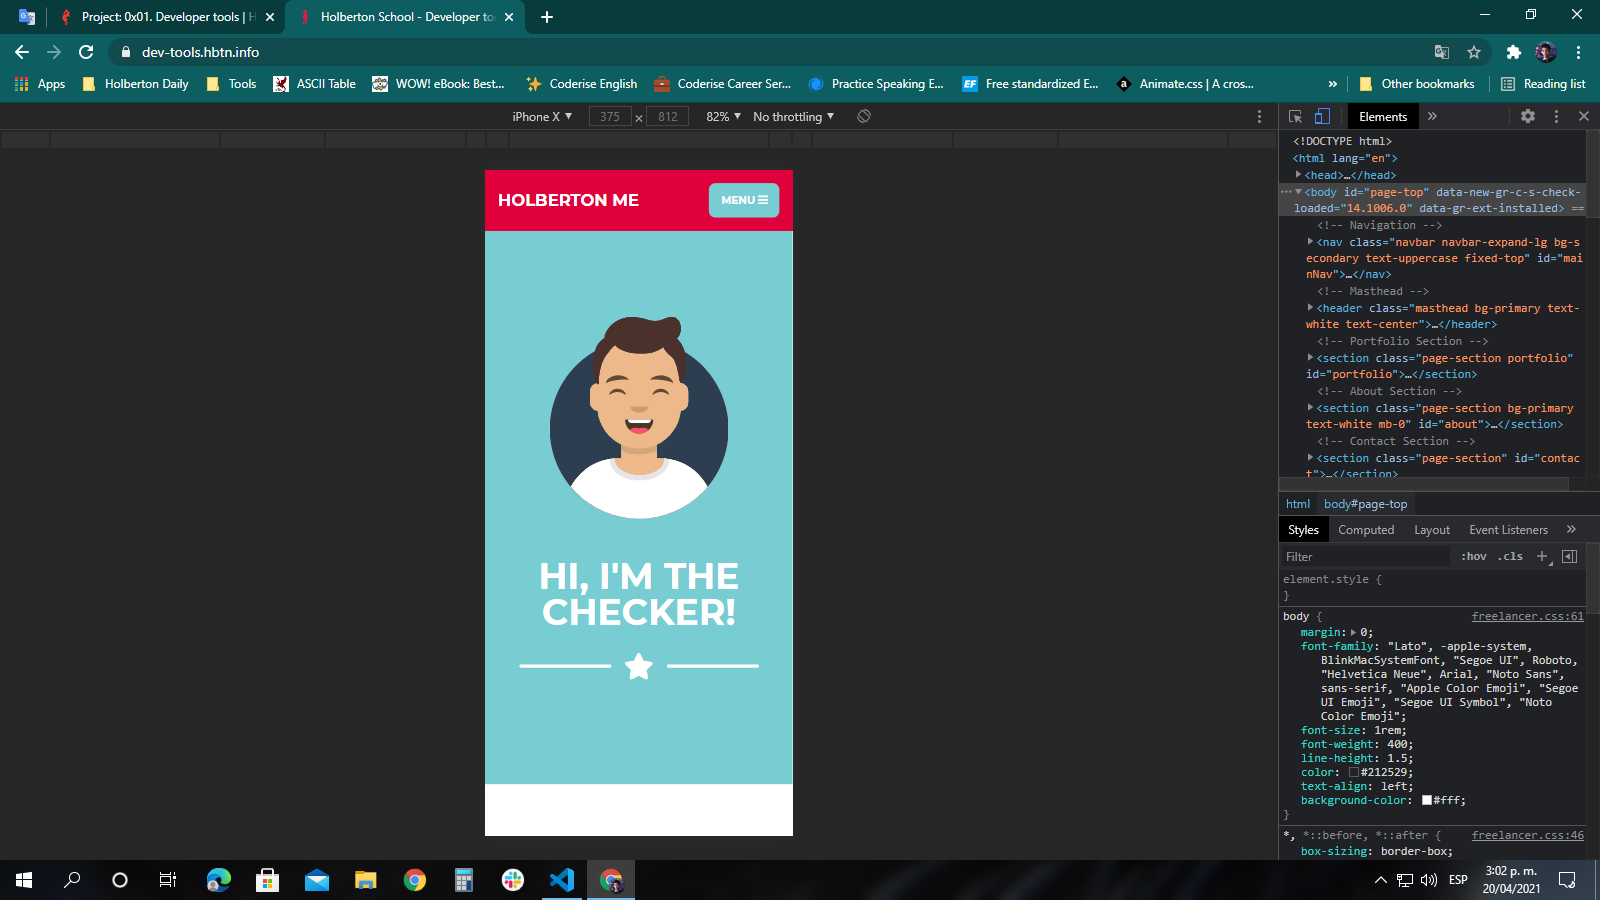 Project: 0x01. Developer tools | H
Holberton School - Developer to
dev-tools.hbtn.info
Apps
Holberton Daily
Tools
ASCII Table
WOW! eBook: Best...
Coderise English
Coderise Career Ser...
Practice Speaking E...
EF
Free standardized E...
a
Animate.css | A cros...
»
Other bookmarks
Reading list
iPhone X ▼
375
×
812
82% ▼
No throttling ▼
Elements
»
<!DOCTYPE html>
<html lang="en">
<head>…</head>
<body id="page-top" data-new-gr-c-s-check-
loaded="14.1006.0" data-gr-ext-installed> ==
<!-- Navigation -->
<nav class="navbar navbar-expand-lg bg-s
econdary text-uppercase fixed-top" id="mai
nNav">…</nav>
<!-- Masthead -->
<header class="masthead bg-primary text-
white text-center">…</header>
<!-- Portfolio Section -->
<section class="page-section portfolio"
id="portfolio">…</section>
<!-- About Section -->
<section class="page-section bg-primary
text-white mb-0" id="about">…</section>
<!-- Contact Section -->
<section class="page-section" id="contac
t">…</section>
html
body#page-top
Styles
Computed
Layout
Event Listeners
»
Filter
:hov
.cls
+
element.style {
}
body {
freelancer.css:61
margin: 0;
font-family: "Lato", -apple-system,
BlinkMacSystemFont, "Segoe UI", Roboto,
"Helvetica Neue", Arial, "Noto Sans",
sans-serif, "Apple Color Emoji", "Segoe
UI Emoji", "Segoe UI Symbol", "Noto
Color Emoji";
font-size: 1rem;
font-weight: 400;
line-height: 1.5;
color: #212529;
text-align: left;
background-color: #fff;
}
*, *::before, *::after {
freelancer.css:46
box-sizing: border-box;
HOLBERTON ME
MENU
HI, I'M THE
CHECKER!
ESP
3:02 p. m.
20/04/2021